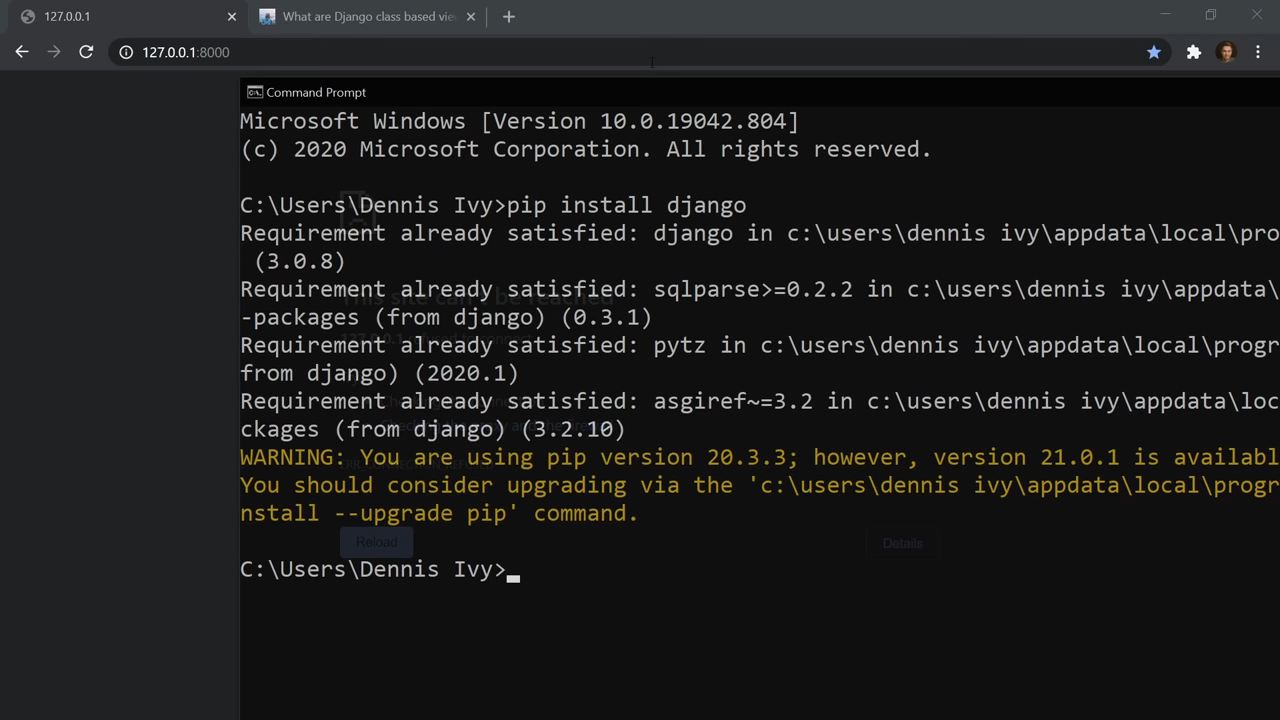 127.0.0.1
What are Django class based vie
127.0.0.1:8000
Command Prompt
Microsoft Windows [Version 10.0.19042.804]
(c) 2020 Microsoft Corporation. All rights reserved.
C:\Users\Dennis Ivy>pip install django
Requirement already satisfied: django in c:\users\dennis ivy\appdata\local\pro
(3.0.8)
Requirement already satisfied: sqlparse>=0.2.2 in c:\users\dennis ivy\appdata\
This site can't be reached
-packages (from django) (0.3.1)
Requirement already satisfied: pytz in c:\users\dennis ivy\appdata\local\progr
from django) (2020.1)
Requirement already satisfied: asgiref~=3.2 in c:\users\dennis ivy\appdata\loc
ckages (from django) (3.2.10)
WARNING: You are using pip version 20.3.3; however, version 21.0.1 is availabl
You should consider upgrading via the 'c:\users\dennis ivy\appdata\local\progr
nstall --upgrade pip' command.
Reload
Details
C:\Users\Dennis Ivy>